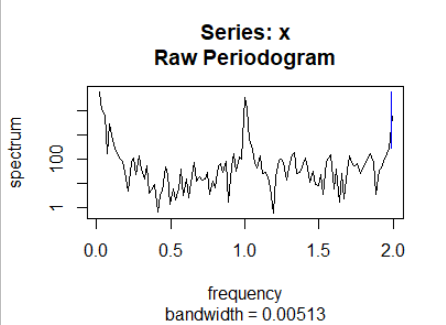 Series: x
Raw Periodogram
spectrum
100
1
0.0 0.5 1.0 1.5 2.0
frequency
bandwidth = 0.00513